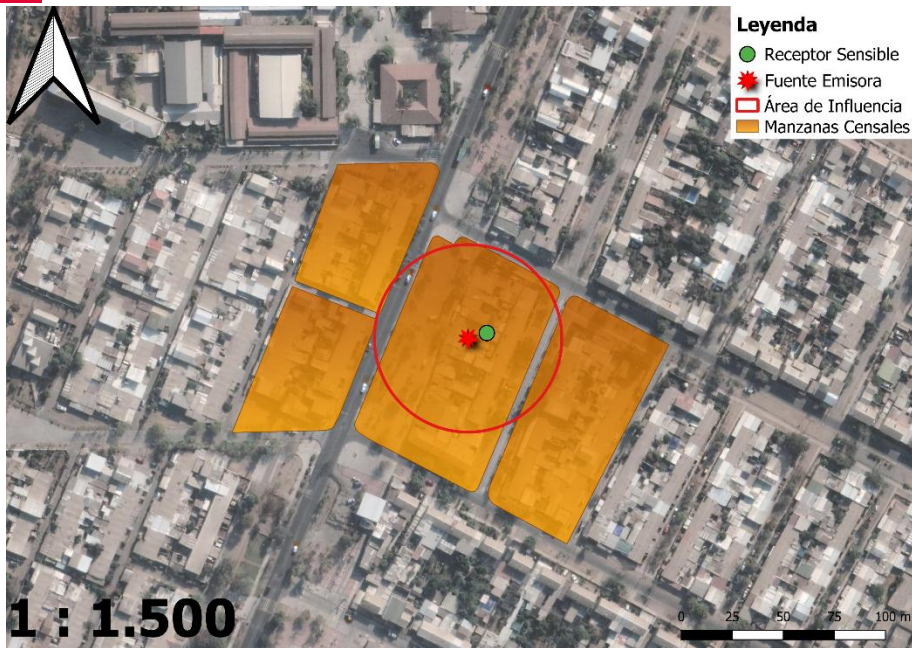 Leyenda
Receptor Sensible
Fuente Emisora
Área de Influencia
Manzanas Censales
1 : 1.500
0 25 50 75 100 m